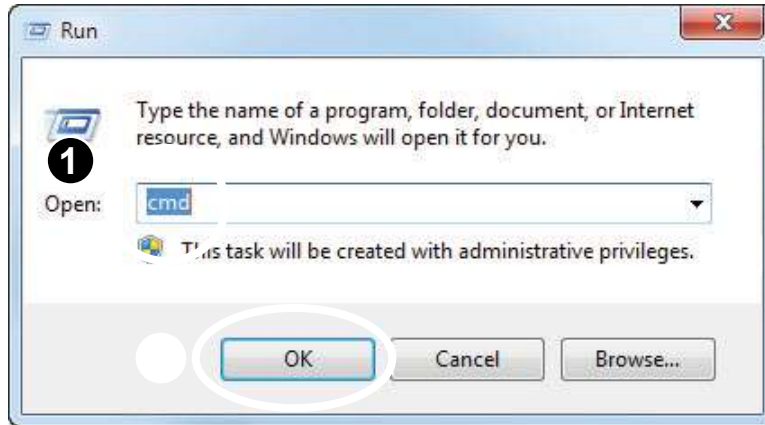 Run
Type the name of a program, folder, document, or Internet
resource, and Windows will open it for you.
1
Open:
cmd
This task will be created with administrative privileges.
OK
Cancel
Browse...